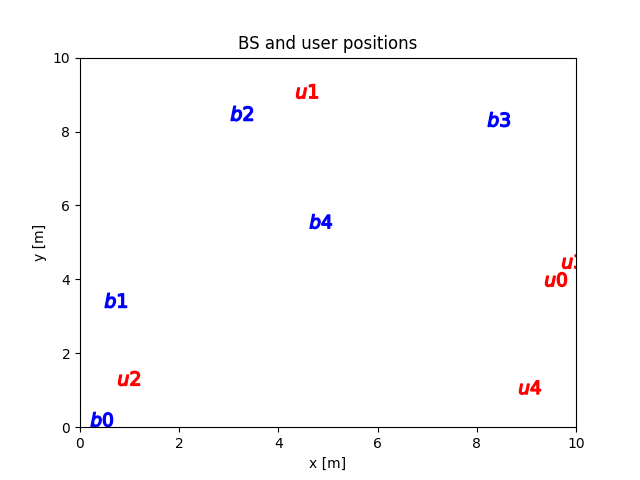 BS and user positions
10
u1
b2
b3
8
6
b4
y [m]
u
4
u0
b1
2
u2
u4
b0
0
0 2 4 6 8 10
x [m]